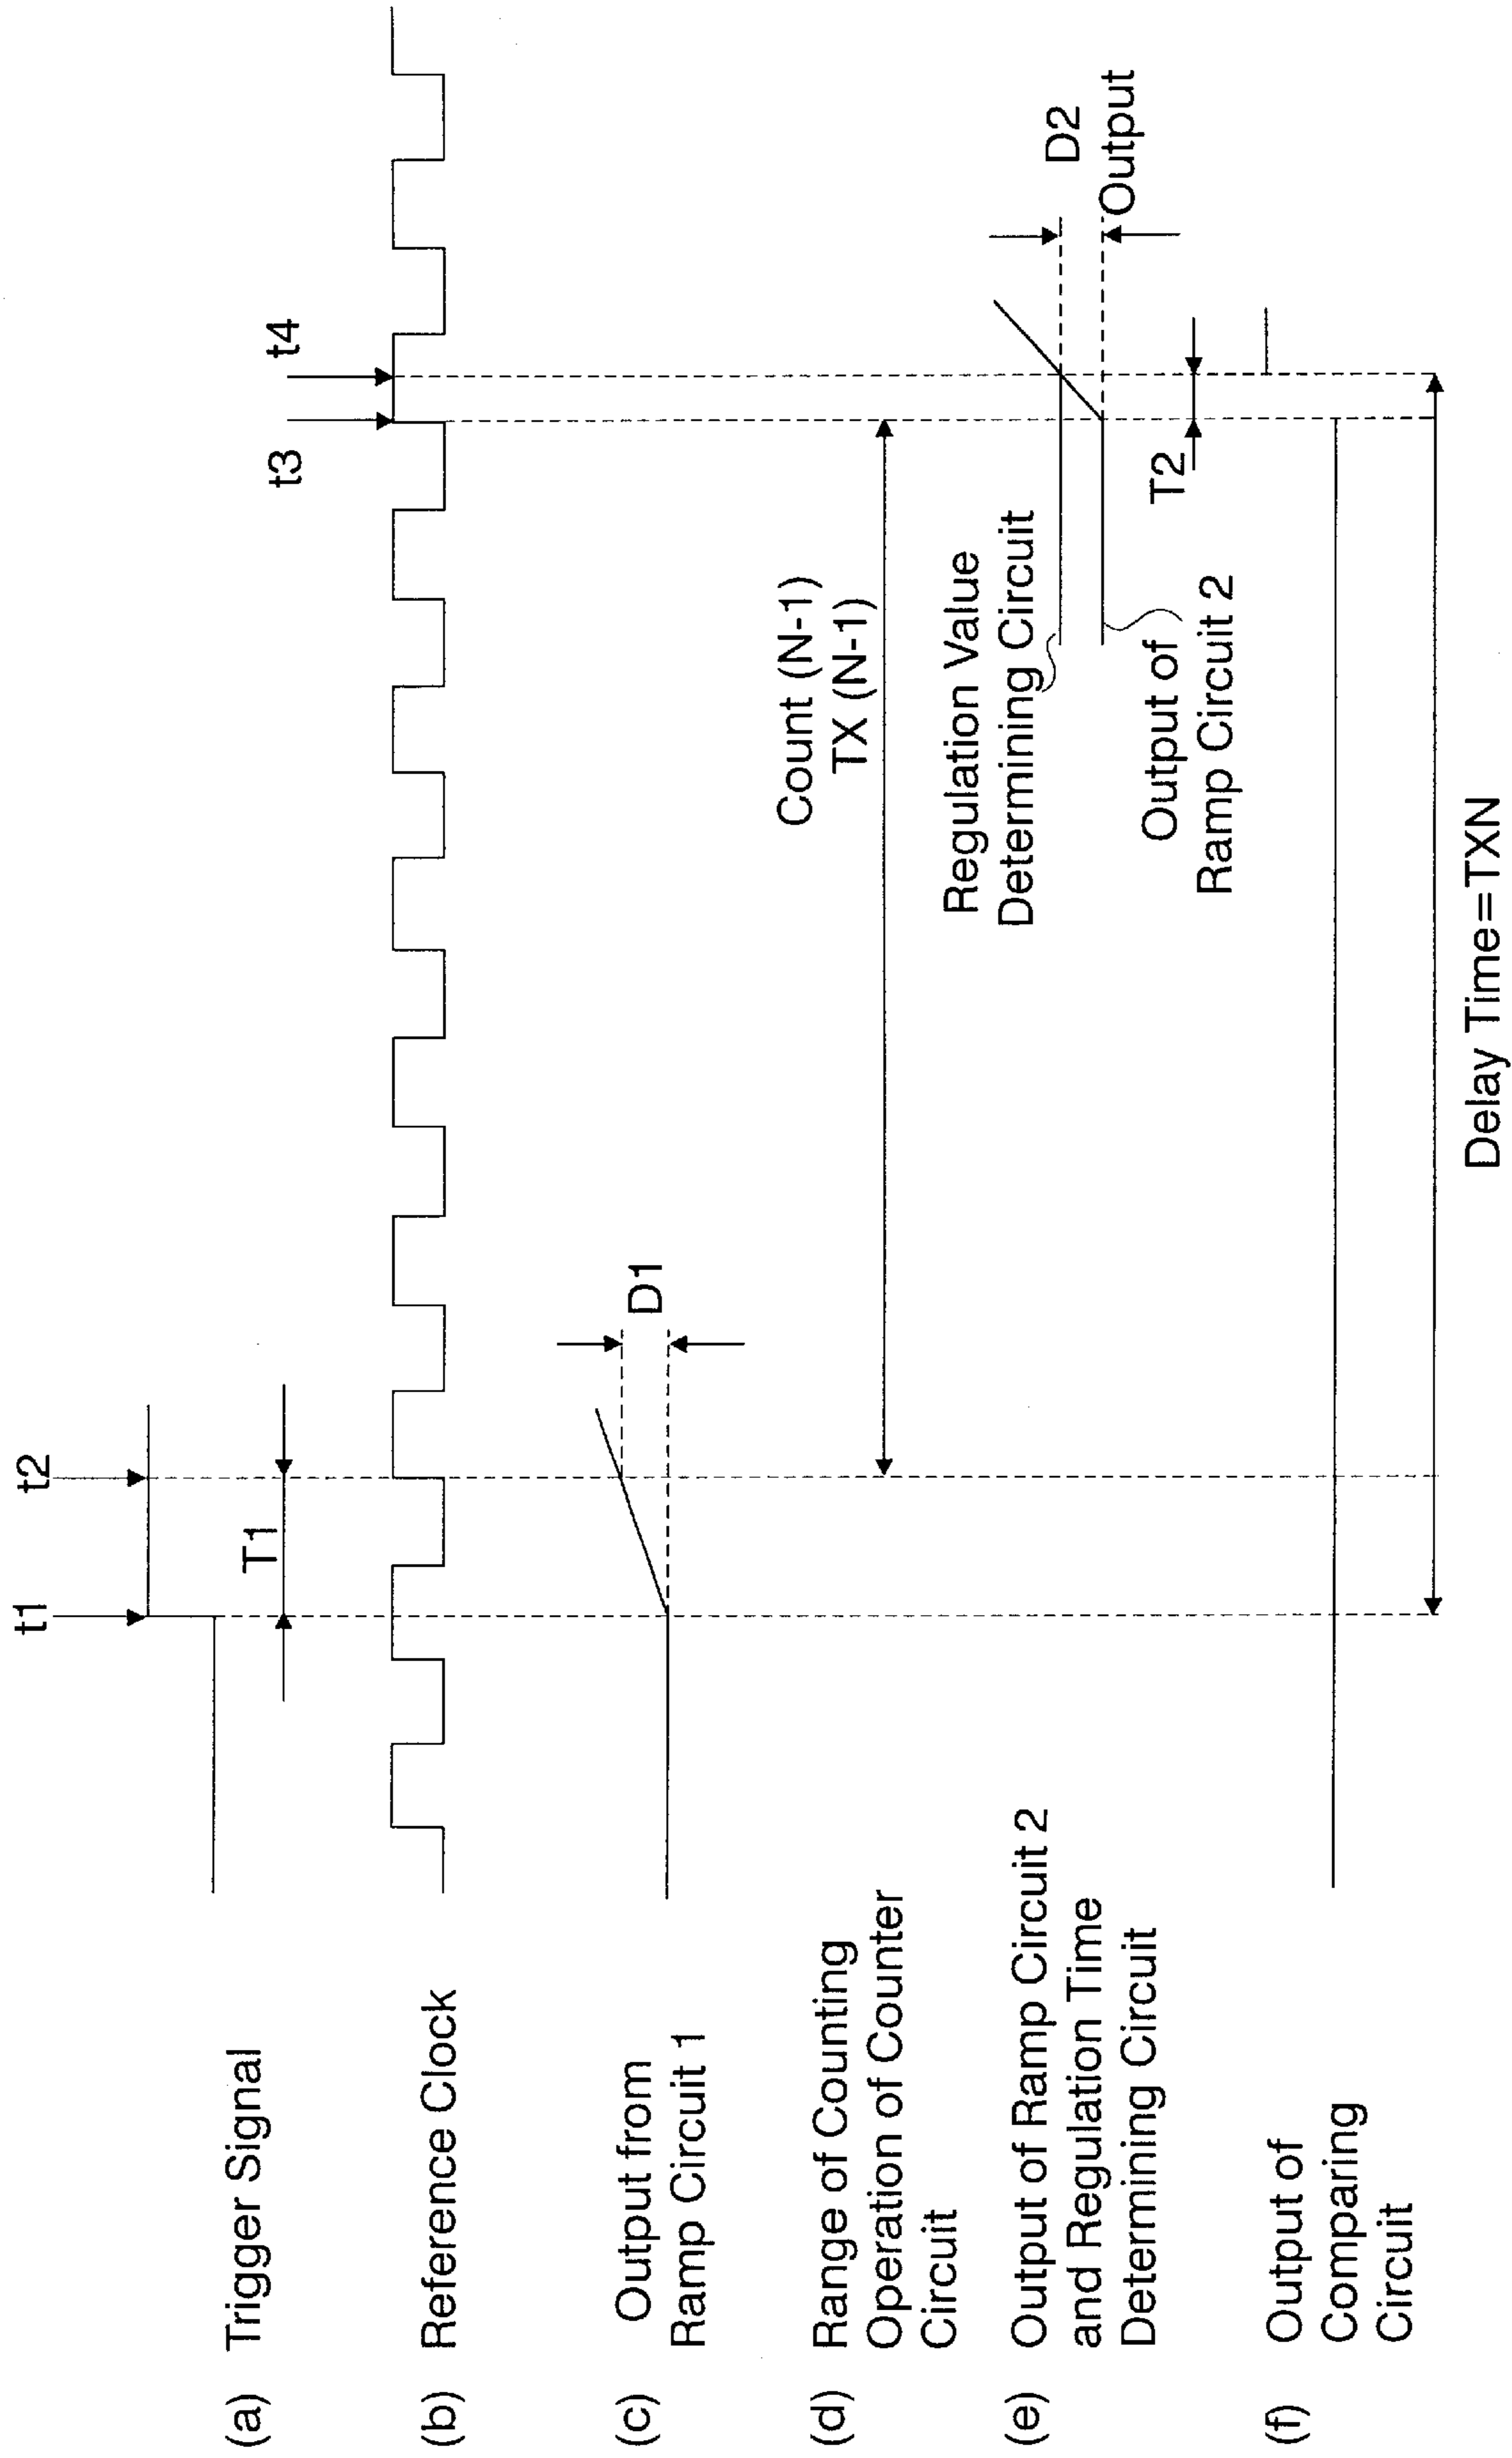 t1
t2
t3
t4
(a) Trigger Signal
T1
(b) Reference Clock
(c) Output from
Ramp Circuit 1
D1
(d) Range of Counting
Operation of Counter
Circuit
Count (N-1)
TX (N-1)
(e) Output of Ramp Circuit 2
and Regulation Time
Determining Circuit
Regulation Value
Determining Circuit
Output of
Ramp Circuit 2
D2
Output
T2
(f) Output of
Comparing
Circuit
Delay Time=TXN